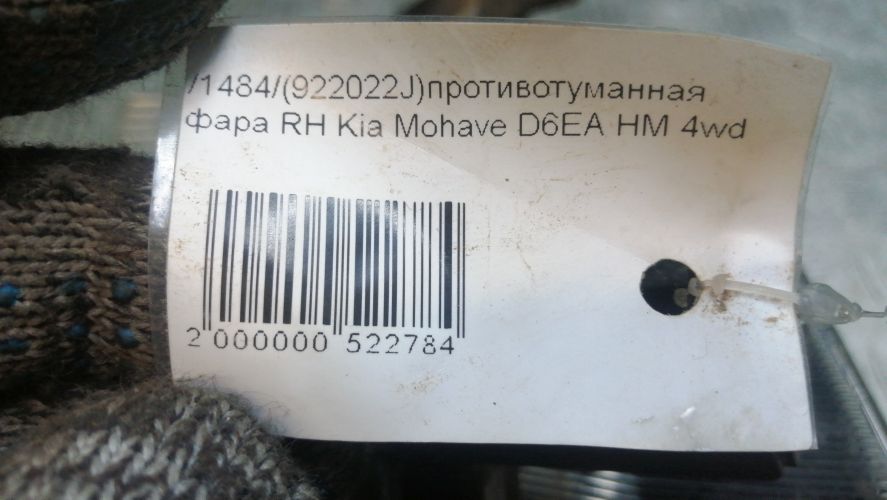 /1484/(922022J)противотуманная
фара RH Kia Mohave D6EA HM 4wd
2 000000 522784